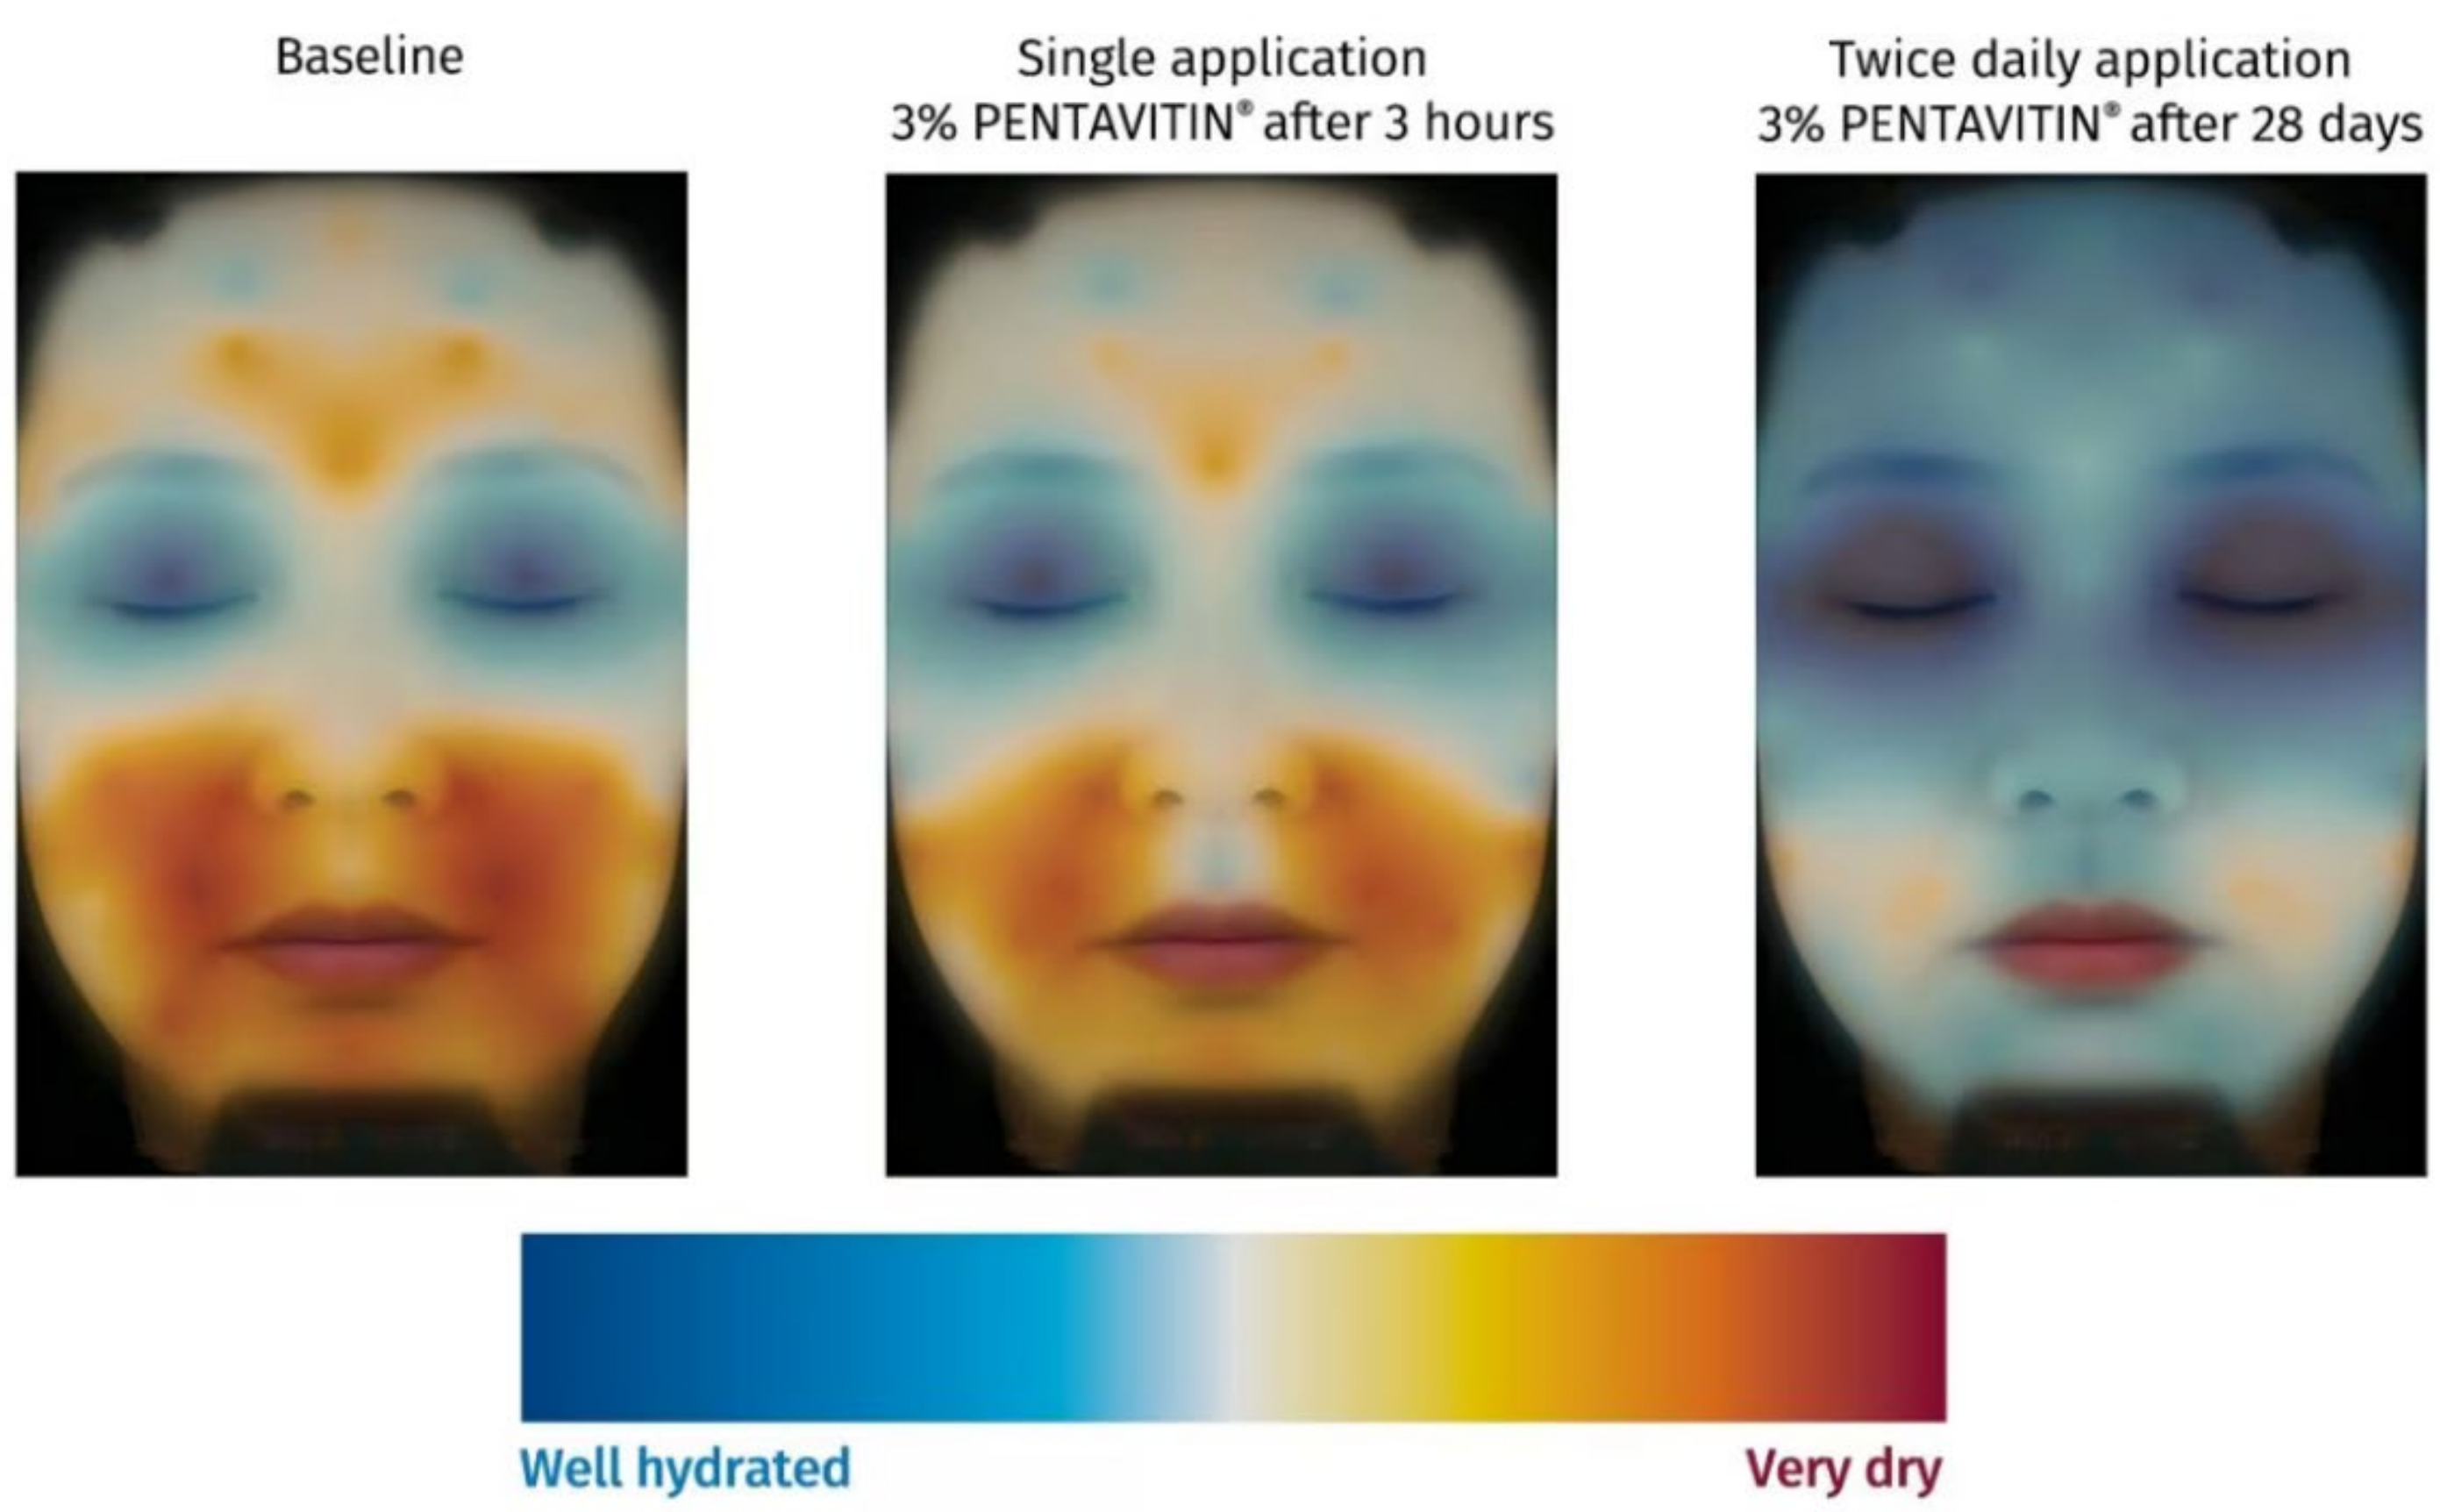 Baseline
Single application
3% PENTAVITIN® after 3 hours
Twice daily application
3% PENTAVITIN® after 28 days
Well hydrated
Very dry